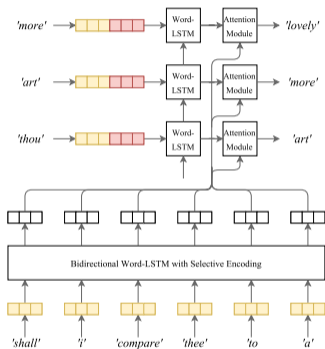 'more' Word-LSTM Attention Module 'lovely'
'art' Word-LSTM Attention Module 'more'
'thou' Word-LSTM Attention Module 'art'
Bidirectional Word-LSTM with Selective Encoding
'shall' 'i' 'compare' 'thee' 'to' 'a'